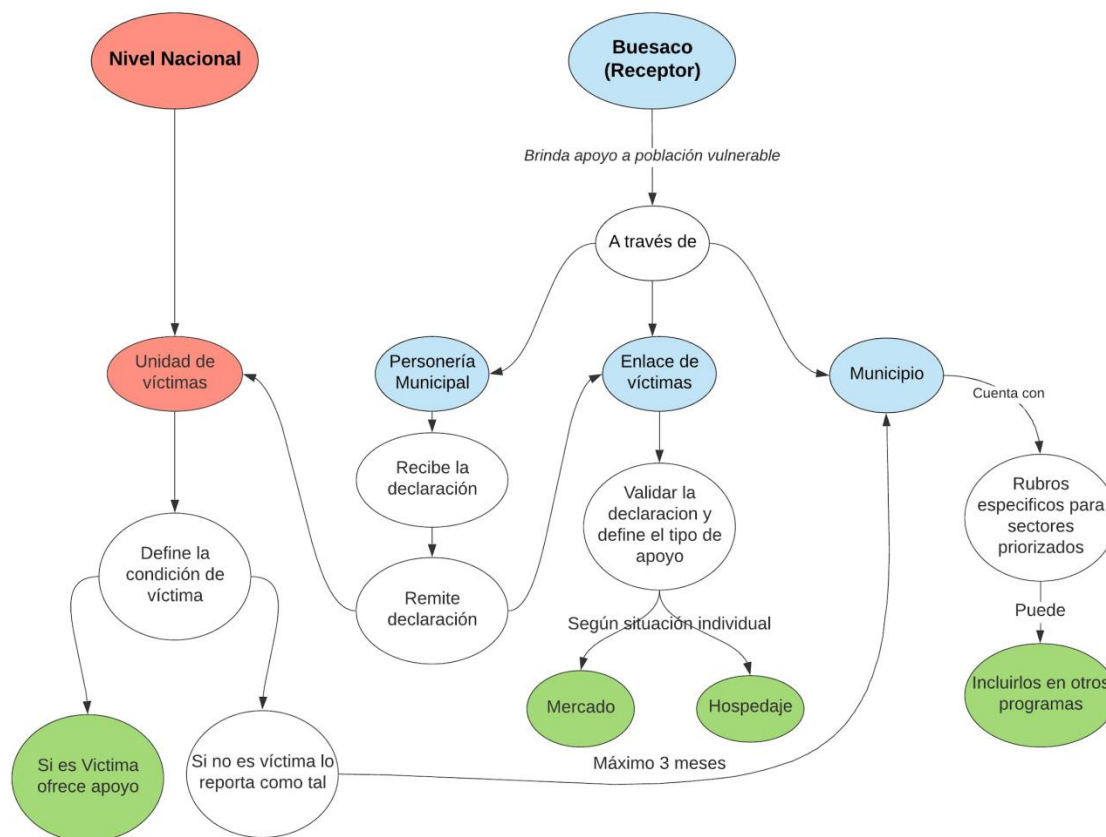 Nivel Nacional
Buesaco
(Receptor)
Brinda apoyo a población vulnerable
A través de
Unidad de
víctimas
Personería
Municipal
Enlace de
víctimas
Municipio
Cuenta con
Recibe la
declaración
Validar la
declaracion y
define el tipo de
apoyo
Rubros
especificos para
sectores
priorizados
Define la
condición de
víctima
Remite
declaración
Según situación individual
Puede
Mercado
Hospedaje
Incluirlos en otros
programas
Si es Victima
ofrece apoyo
Si no es víctima lo
reporta como tal
Máximo 3 meses